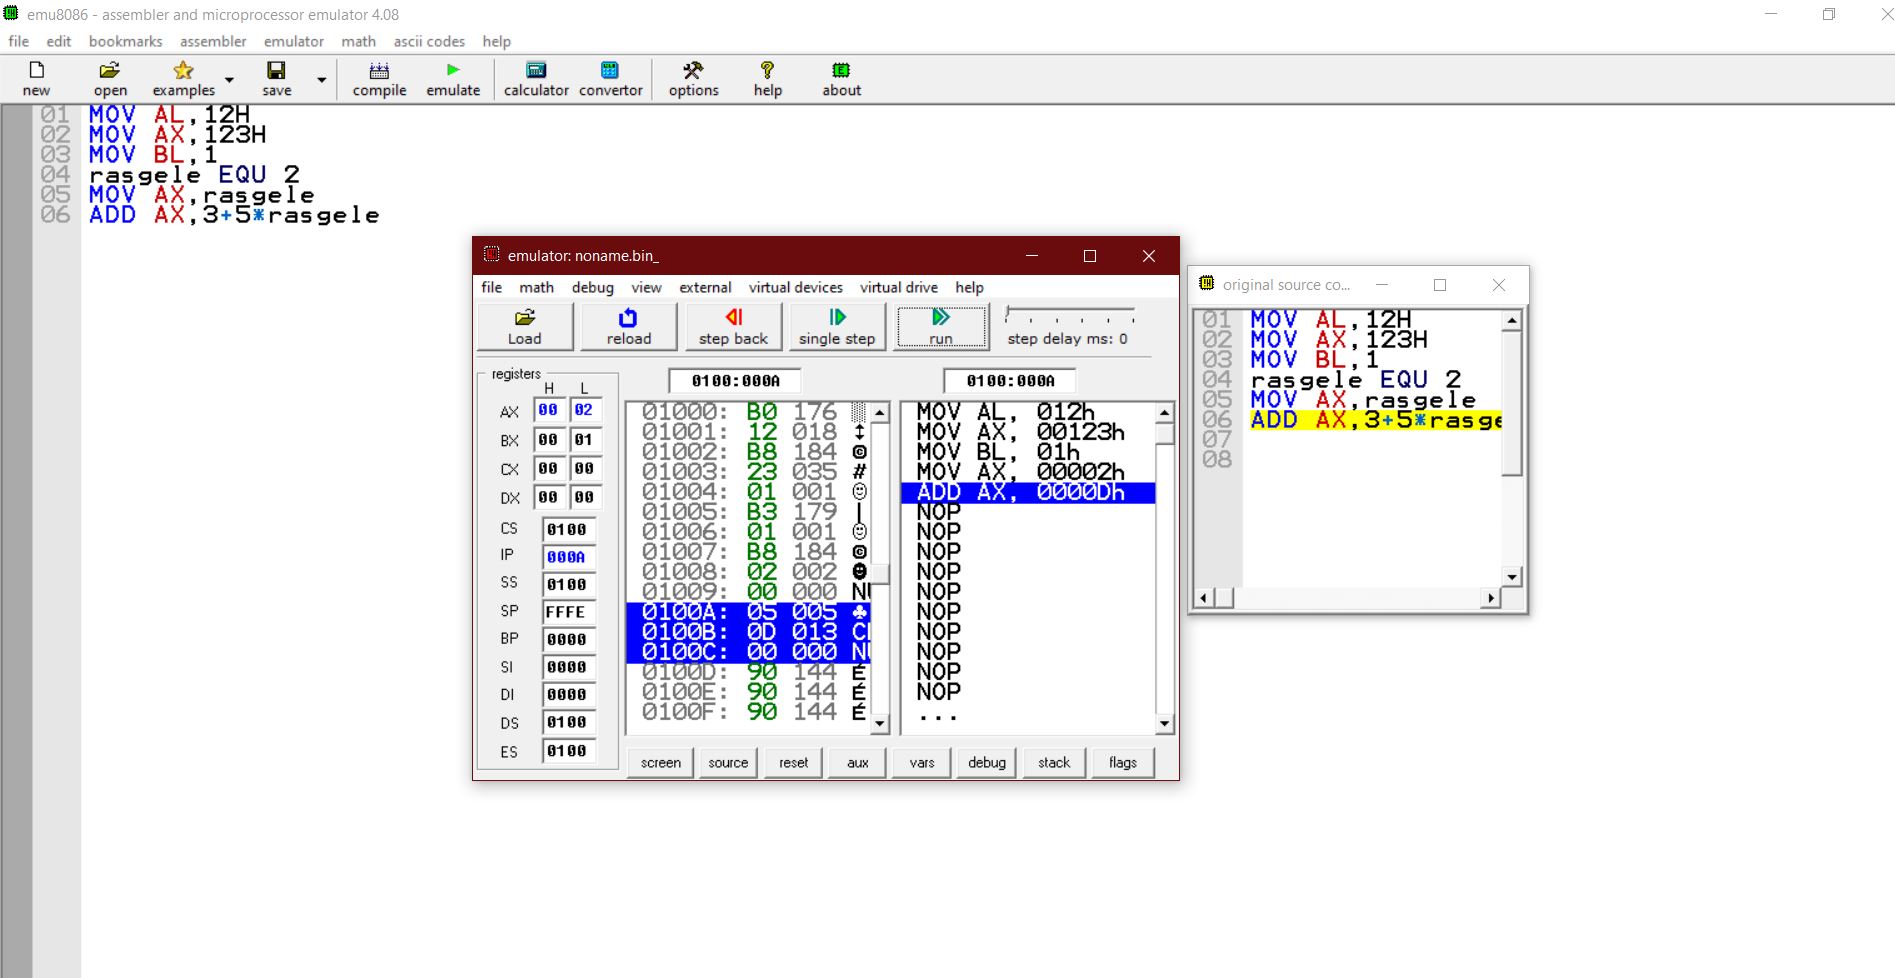 emu8086 - assembler and microprocessor emulator 4.08
file edit bookmarks assembler emulator math ascii codes help
new open examples save compile emulate calculator convertor options help about
01 MOV AL,12H
02 MOV AX,123H
03 MOV BL,1
04 rasgele EQU 2
05 MOV AX,rasgele
06 ADD AX,3+5*rasgele
emulator: noname.bin_
file math debug view external virtual devices virtual drive help
Load reload step back single step run step delay ms: 0
registers
H L
AX 00 02
BX 00 01
CX 00 00
DX 00 00
CS 0100
IP 000A
SS 0100
SP FFFE
BP 0000
SI 0000
DI 0000
DS 0100
ES 0100
0100:000A
01000: B0 176 ░
01001: 12 018 ↕
01002: B8 184 ©
01003: 23 035 #
01004: 01 001 ☺
01005: B3 179 │
01006: 01 001 ☺
01007: B8 184 ©
01008: 02 002 ☻
01009: 00 000 NU
0100A: 05 005 ♣
0100B: 0D 013
0100C: 00 000 NU
0100D: 90 144 É
0100E: 90 144 É
0100F: 90 144 É
0100:000A
MOV AL, 012h
MOV AX, 00123h
MOV BL, 01h
MOV AX, 00002h
ADD AX, 0000Dh
NOP
NOP
NOP
NOP
NOP
NOP
NOP
NOP
NOP
NOP
...
screen source reset aux vars debug stack flags
original source co...
01 MOV AL,12H
02 MOV AX,123H
03 MOV BL,1
04 rasgele EQU 2
05 MOV AX,rasgele
06 ADD AX,3+5*rasge
07
08